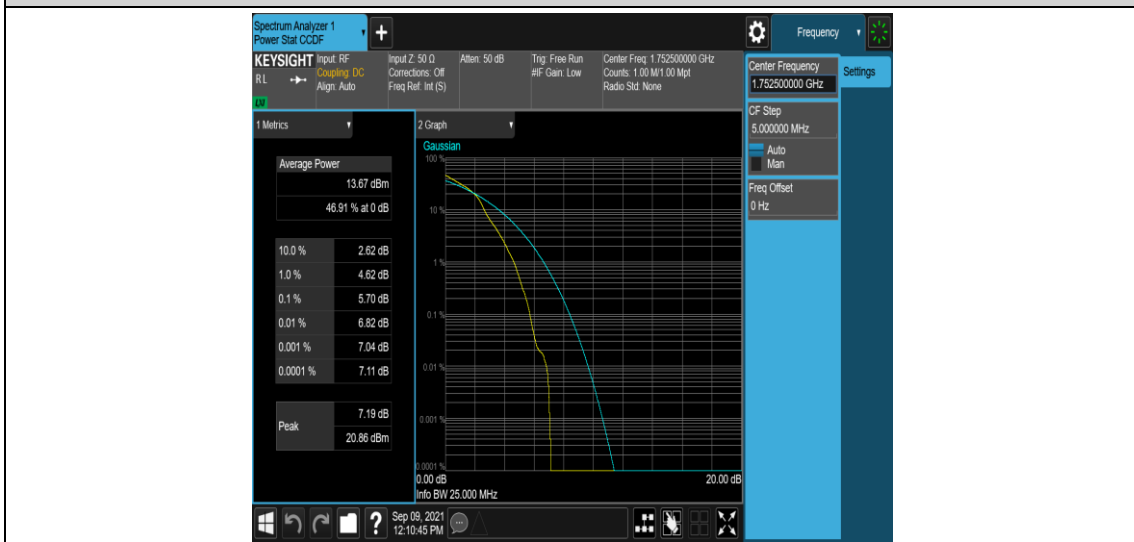 Spectrum Analyzer 1
Power Stat CCDF
+
Frequency
KEYSIGHT
RL
LXI
Input: RF
Coupling: DC
Align: Auto
Input Z: 50 Ω
Corrections: Off
Freq Ref: Int (S)
Atten: 50 dB
Trig: Free Run
#IF Gain: Low
Center Freq: 1.752500000 GHz
Counts: 1.00 M/1.00 Mpt
Radio Std: None
Center Frequency
1.752500000 GHz
Settings
CF Step
5.000000 MHz
Auto
Man
Freq Offset
0 Hz
1 Metrics
Average Power
13.67 dBm
46.91 % at 0 dB
10.0 % 2.62 dB
1.0 % 4.62 dB
0.1 % 5.70 dB
0.01 % 6.82 dB
0.001 % 7.04 dB
0.0001 % 7.11 dB
Peak
7.19 dB
20.86 dBm
2 Graph
Gaussian
100 %
10 %
1 %
0.1 %
0.01 %
0.001 %
0.0001 %
0.00 dB 20.00 dB
Info BW 25.000 MHz
?
Sep 09, 2021
12:10:45 PM